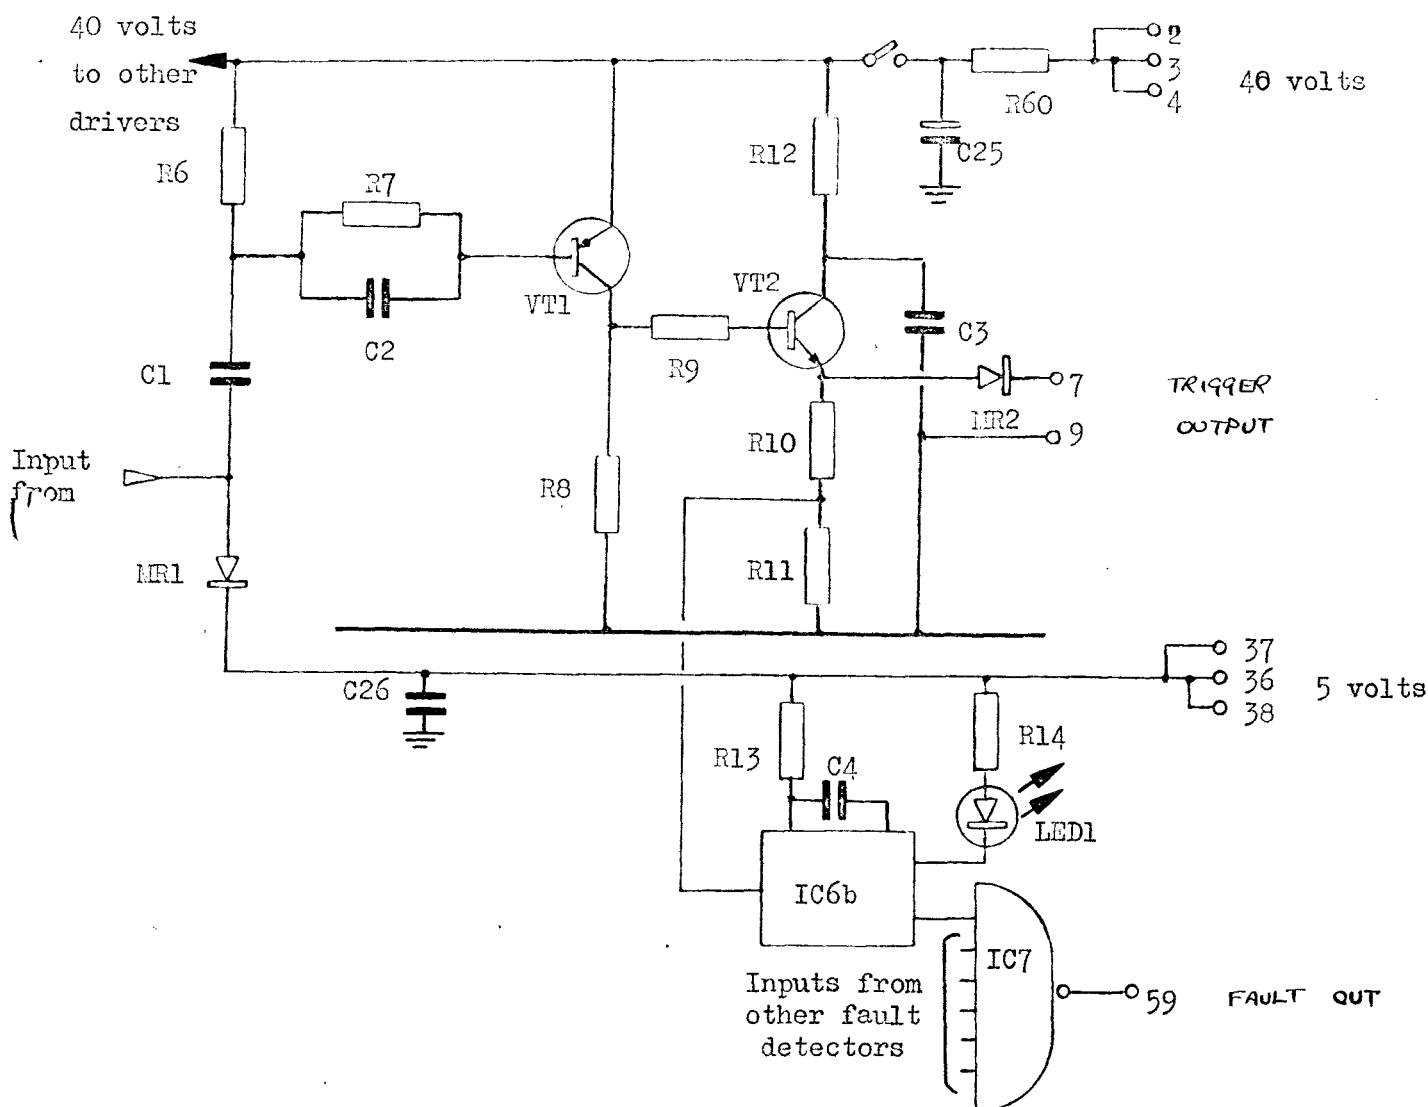 40 volts
to other
drivers
2
3
4
40 volts
R60
C25
R6
R7
R12
C2
VT1
VT2
C1
R9
C3
7
9
TRIGGER
OUTPUT
MR2
R10
R8
Input
from
MR1
R11
37
36
38
5 volts
C26
R13
C4
R14
LED1
IC6b
IC7
Inputs from
other fault
detectors
59
FAULT OUT